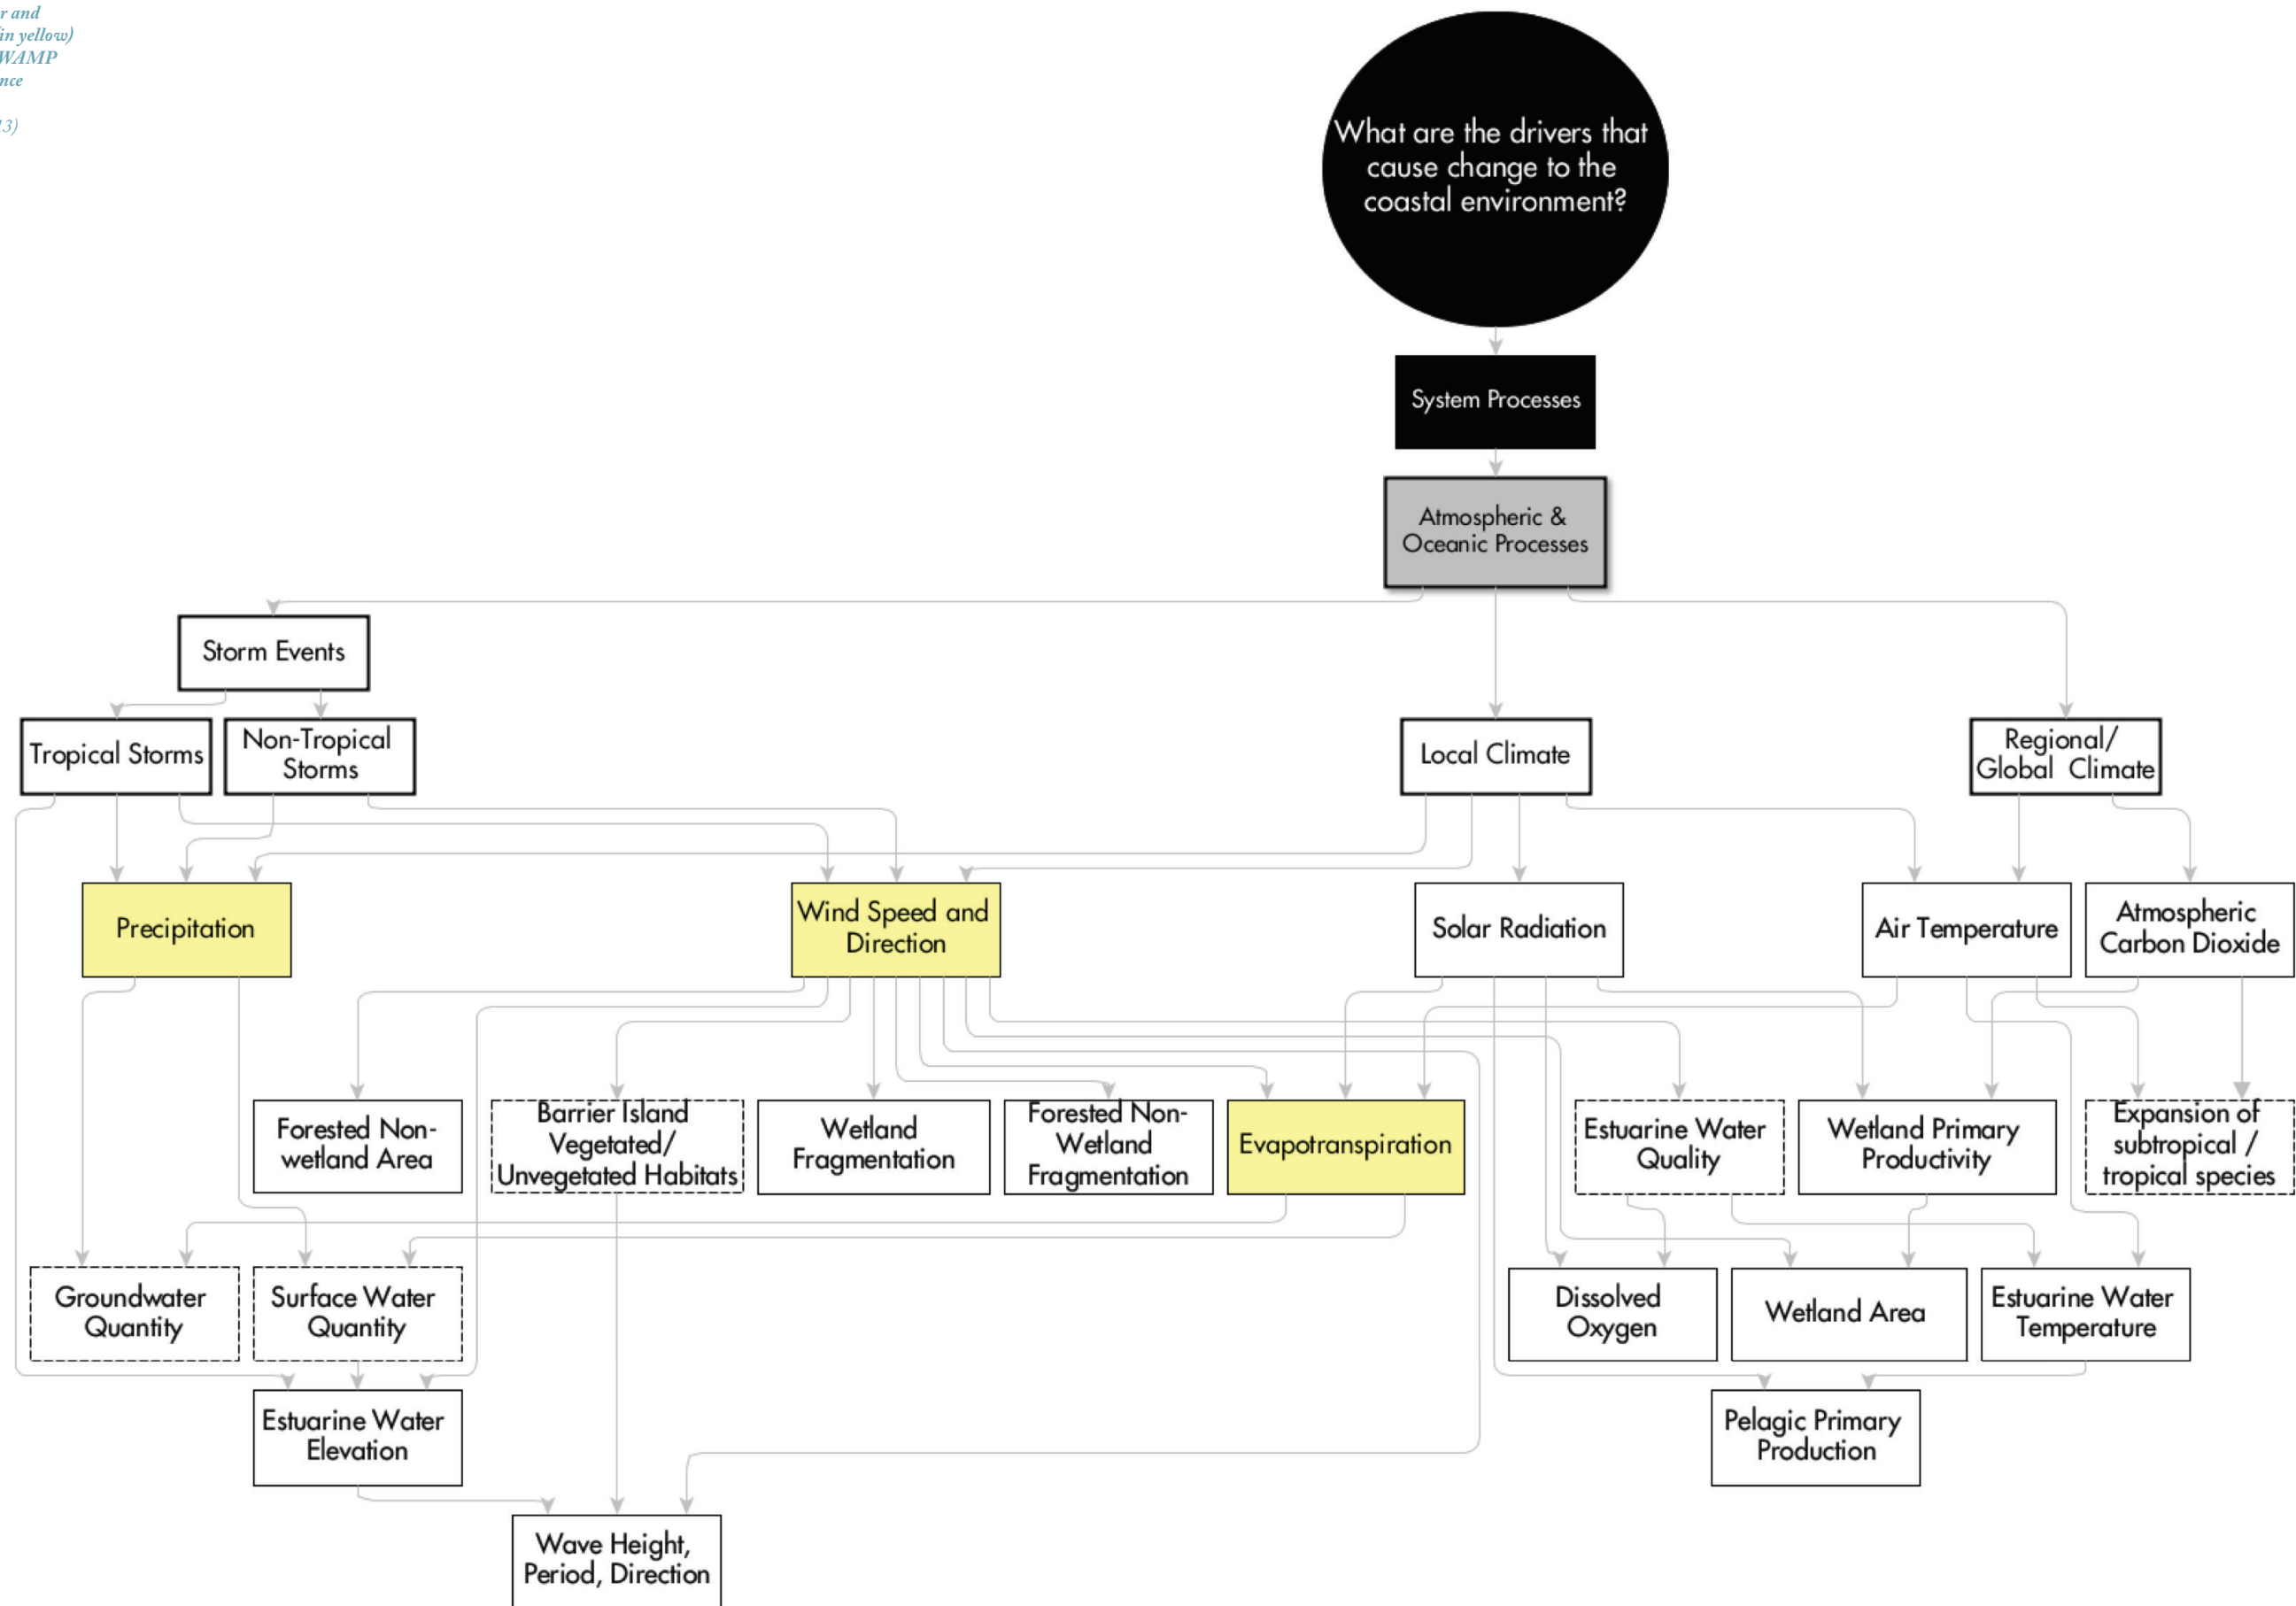 r and
in yellow)
WAMP
nce
13)
What are the drivers that
cause change to the
coastal environment?
System Processes
Atmospheric &
Oceanic Processes
Storm Events
Tropical Storms
Non-Tropical
Storms
Local Climate
Regional/
Global Climate
Precipitation
Wind Speed and
Direction
Solar Radiation
Air Temperature
Atmospheric
Carbon Dioxide
Forested Non-
wetland Area
Barrier Island
Vegetated/
Unvegetated Habitats
Wetland
Fragmentation
Forested Non-
Wetland
Fragmentation
Evapotranspiration
Estuarine Water
Quality
Wetland Primary
Productivity
Expansion of
subtropical /
tropical species
Groundwater
Quantity
Surface Water
Quantity
Dissolved
Oxygen
Wetland Area
Estuarine Water
Temperature
Estuarine Water
Elevation
Pelagic Primary
Production
Wave Height,
Period, Direction